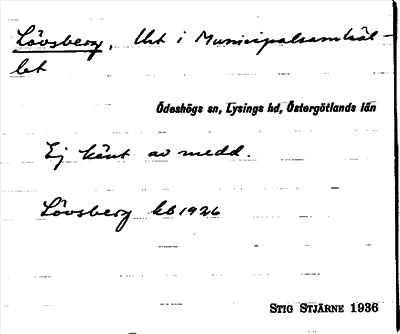 Lövsberg, Uht i Municipalsamhäl-
let
Ödeshögs sn, Lysings hd, Östergötlands län
Ej känt av medd.
Lövsberg kb 1926
STIG STJÄRNE 1936